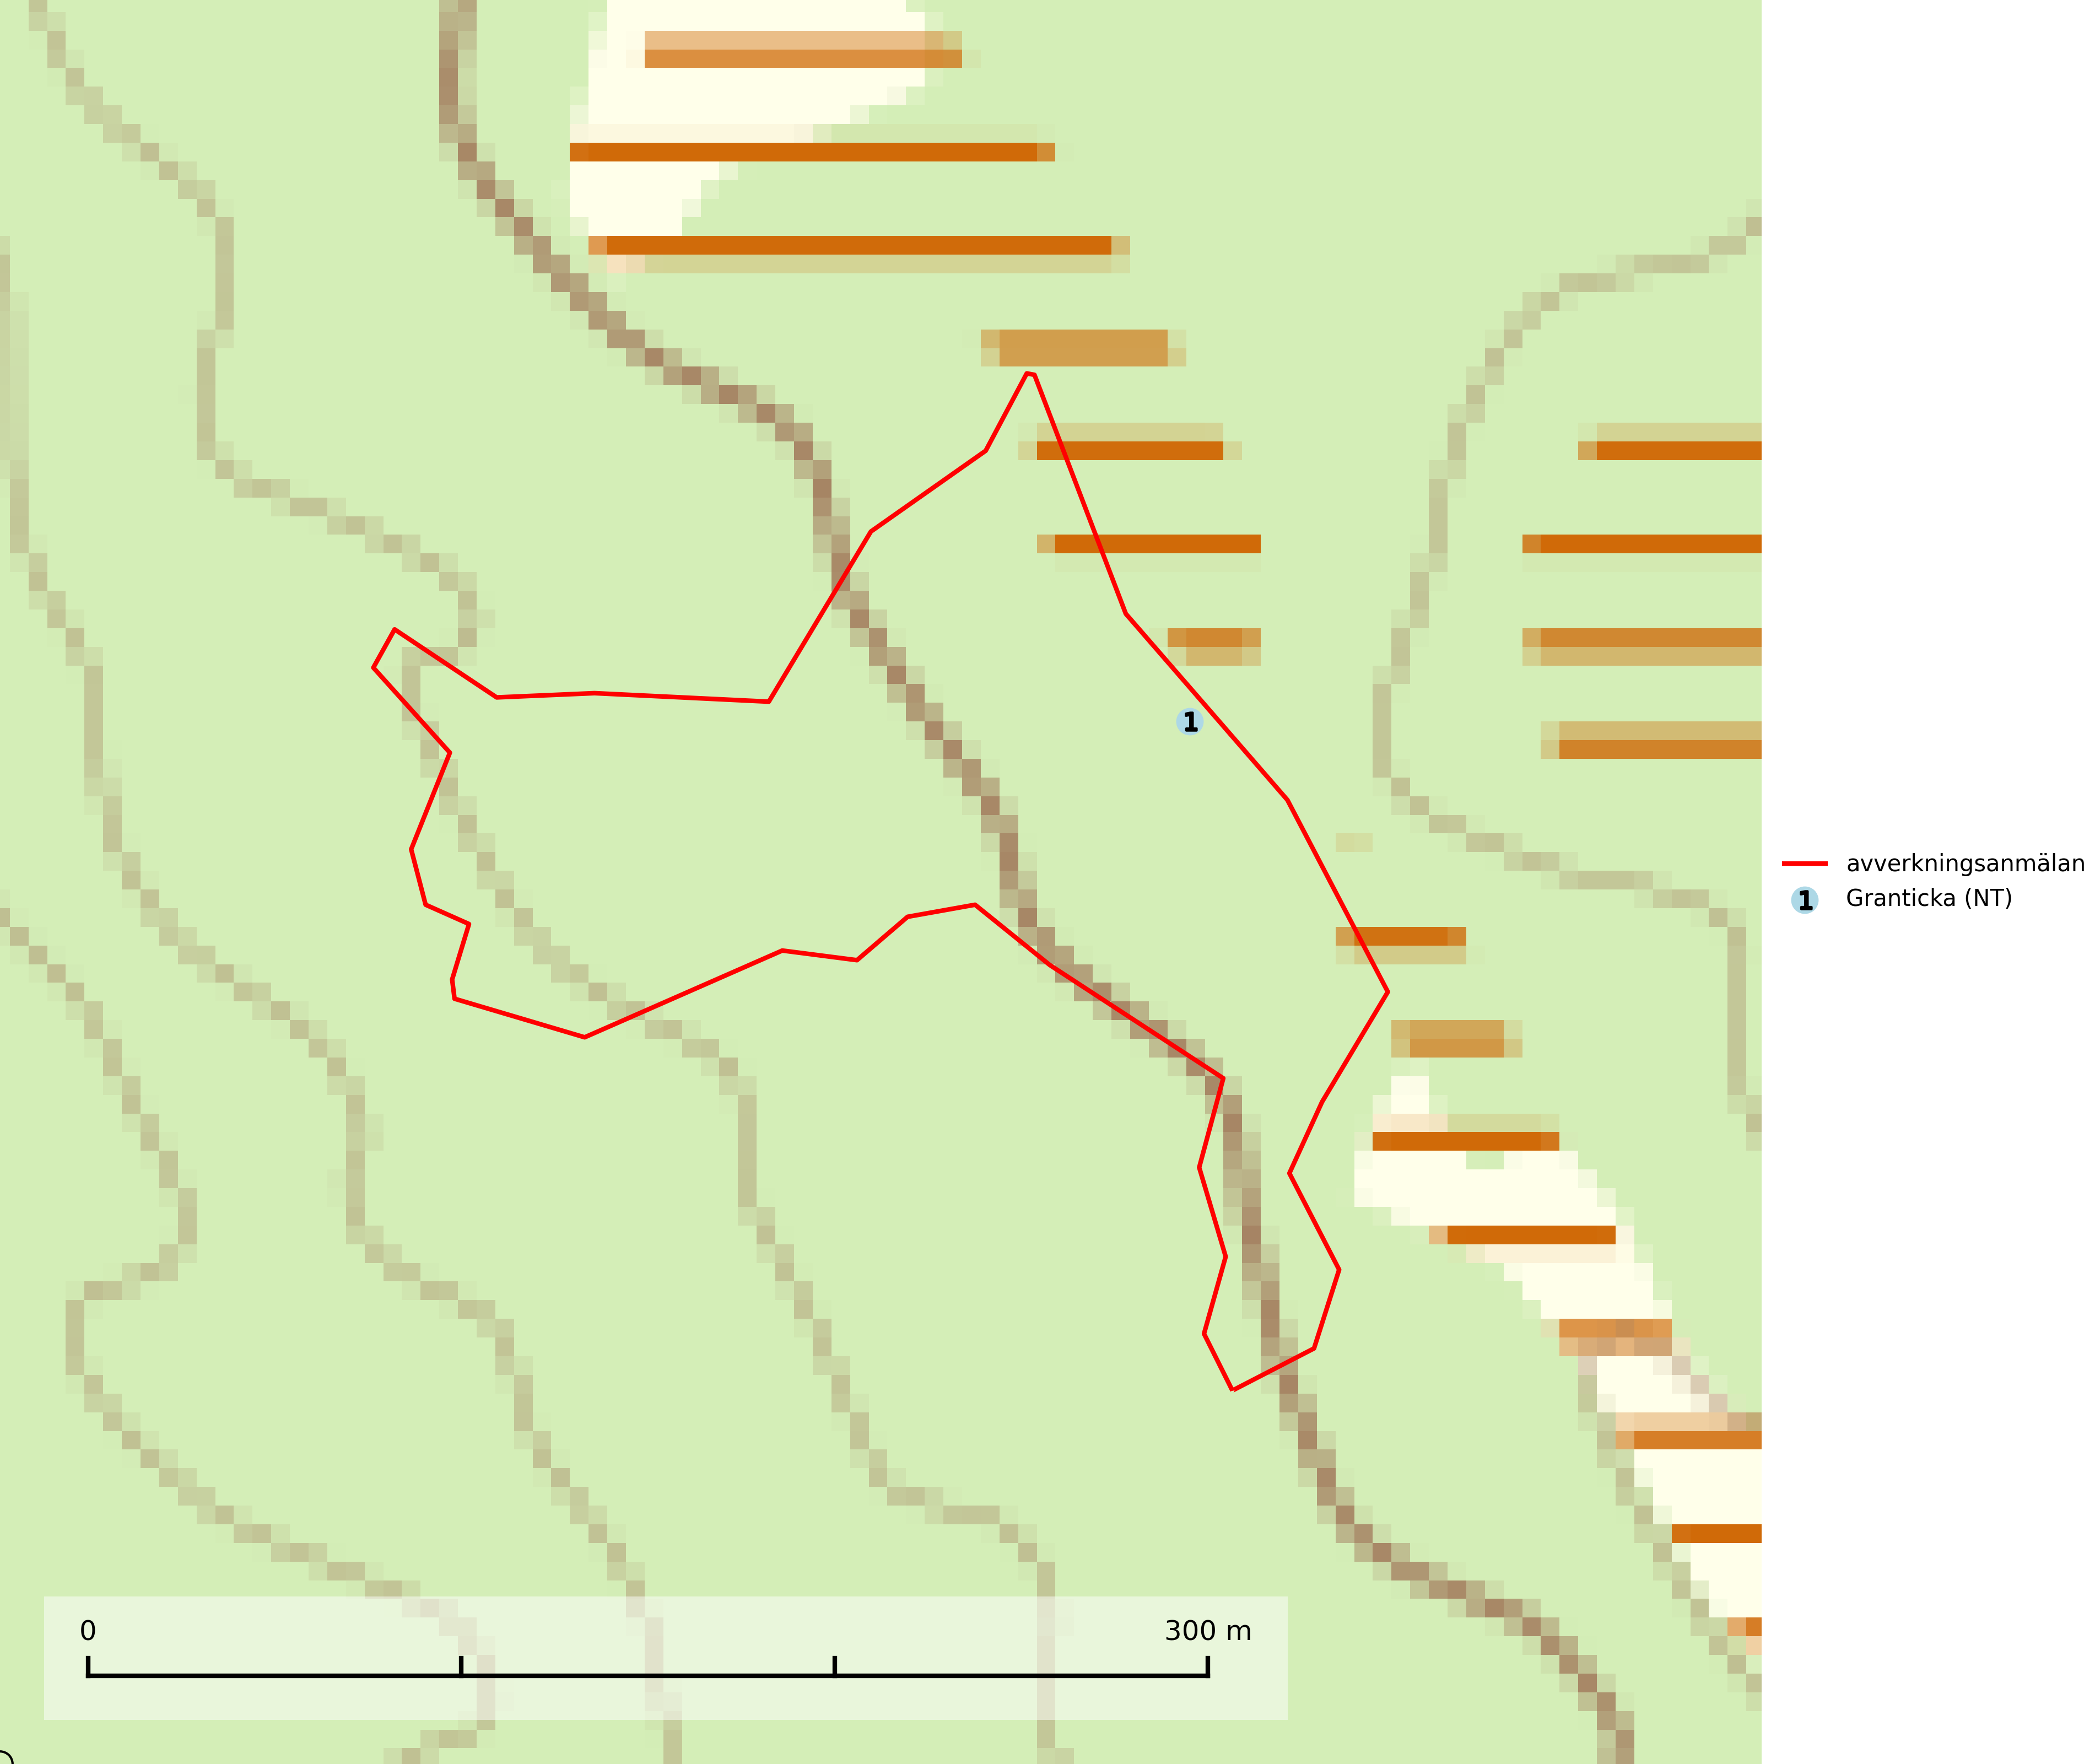 1
avverkningsanmälan
1 Granticka (NT)
0 300 m